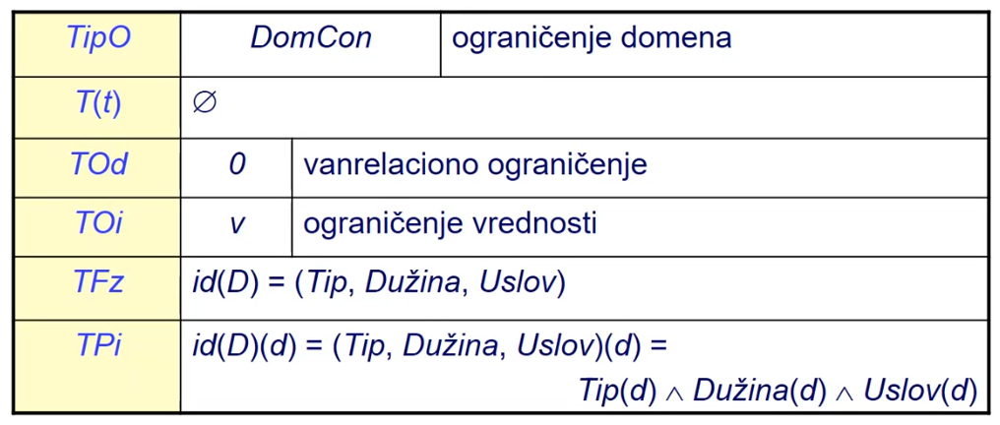 TipO DomCon ograničenje domena
T(t) ∅
TOd 0 vanrelaciono ograničenje
TOi v ograničenje vrednosti
TFz id(D) = (Tip, Dužina, Uslov)
TPi id(D)(d) = (Tip, Dužina, Uslov)(d) =
Tip(d) ∧ Dužina(d) ∧ Uslov(d)